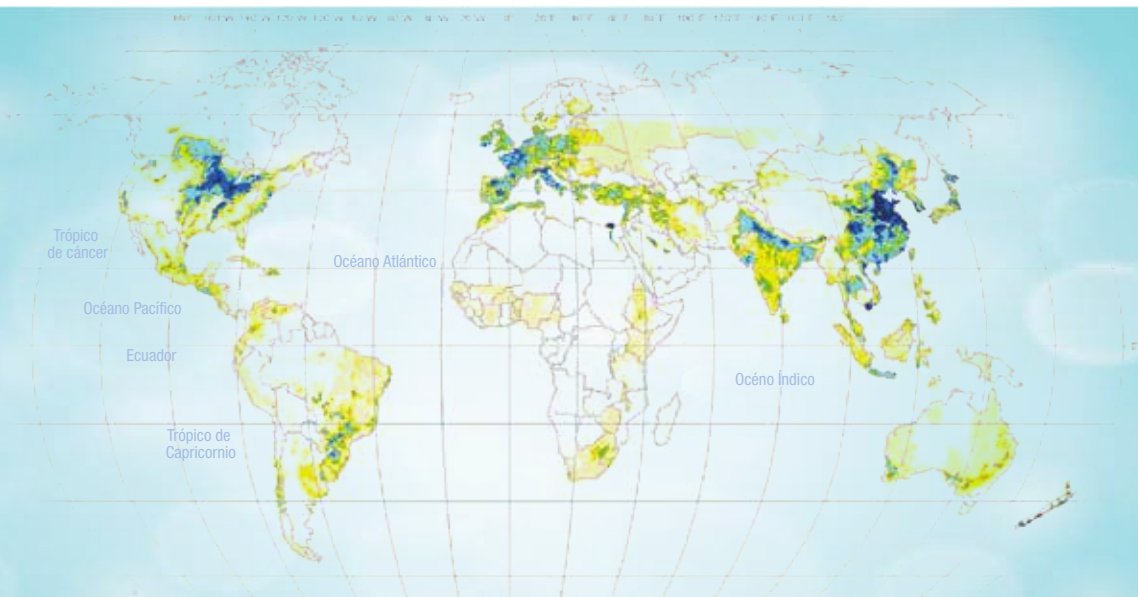 Trópico
de cáncer
Océano Atlántico
Océano Pacífico
Ecuador
Océno Índico
Trópico de
Capricornio